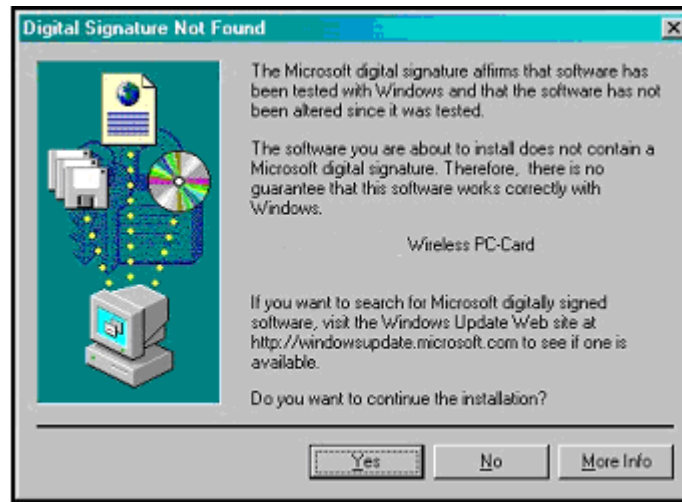 Digital Signature Not Found
The Microsoft digital signature affirms that software has
been tested with Windows and that the software has not
been altered since it was tested.
The software you are about to install does not contain a
Microsoft digital signature. Therefore, there is no
guarantee that this software works correctly with
Windows.
Wireless PC-Card
If you want to search for Microsoft digitally signed
software, visit the Windows Update Web site at
http://windowsupdate.microsoft.com to see if one is
available.
Do you want to continue the installation?
Yes No More Info